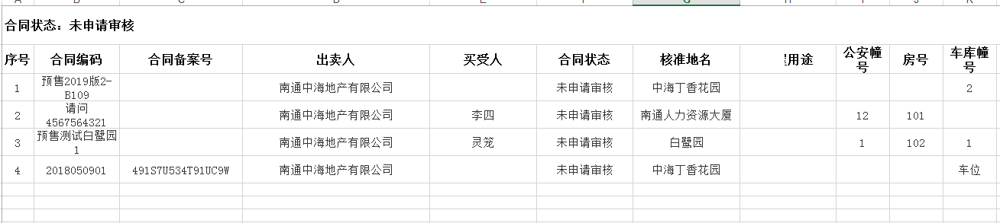 A B C D E F G H I J K
合同状态：未申请审核
序号 合同编码 合同备案号 出卖人 买受人 合同状态 核准地名 用途 公安幢号 房号 车库幢号
1 预售2019版2-B109 南通中海地产有限公司 未申请审核 中海丁香花园 2
2 请问4567564321 南通中海地产有限公司 李四 未申请审核 南通人力资源大厦 12 101
3 预售测试白鹭园1 南通中海地产有限公司 灵笼 未申请审核 白鹭园 1 102 1
4 2018050901 491S7U534T91UC9W 南通中海地产有限公司 未申请审核 中海丁香花园 车位